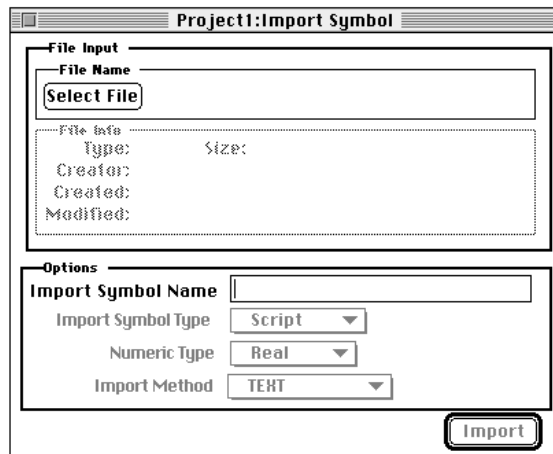 Project1:Import Symbol
File Input
File Name
Select File
File Info
Type: Size:
Creator:
Created:
Modified:
Options
Import Symbol Name
Import Symbol Type Script
Numeric Type Real
Import Method TEXT
Import